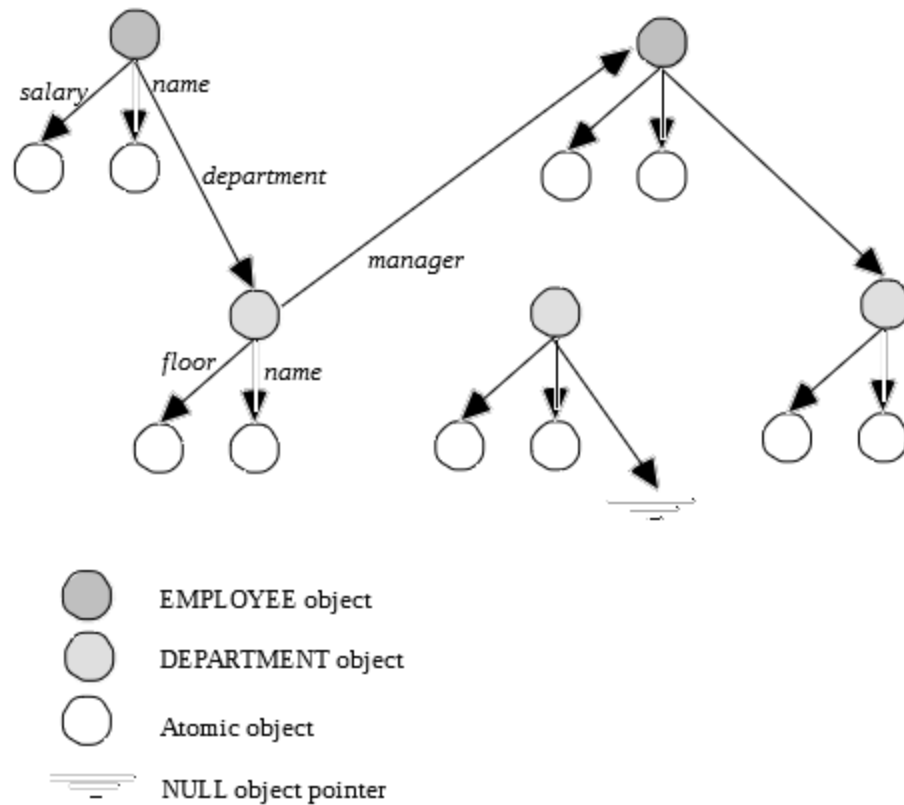 salary
name
department
manager
floor
name
EMPLOYEE object
DEPARTMENT object
Atomic object
NULL object pointer